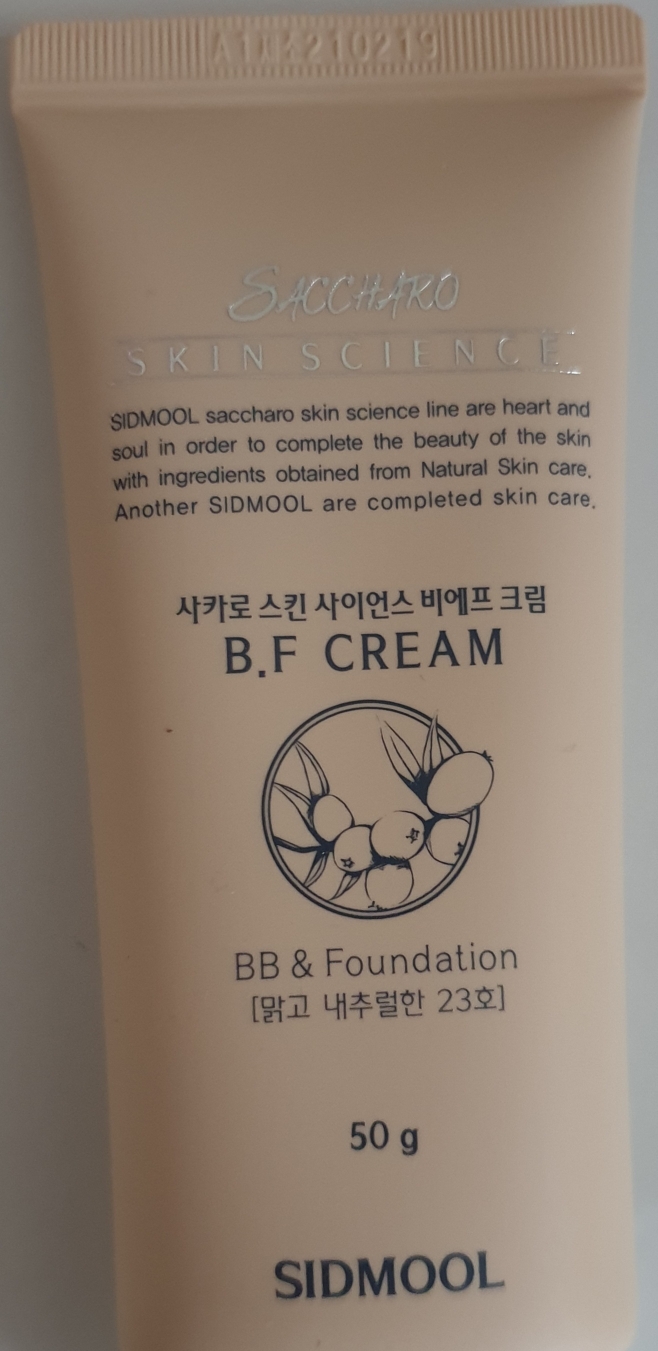 210219
SACCHARO
SKIN SCIENCE
SIDMOOL saccharo skin science line are heart and
soul in order to complete the beauty of the skin
with ingredients obtained from Natural Skin care.
Another SIDMOOL are completed skin care.
사카로 스킨 사이언스 비에프 크림
B.F CREAM
BB & Foundation
[맑고 내추럴한 23호]
50 g
SIDMOOL